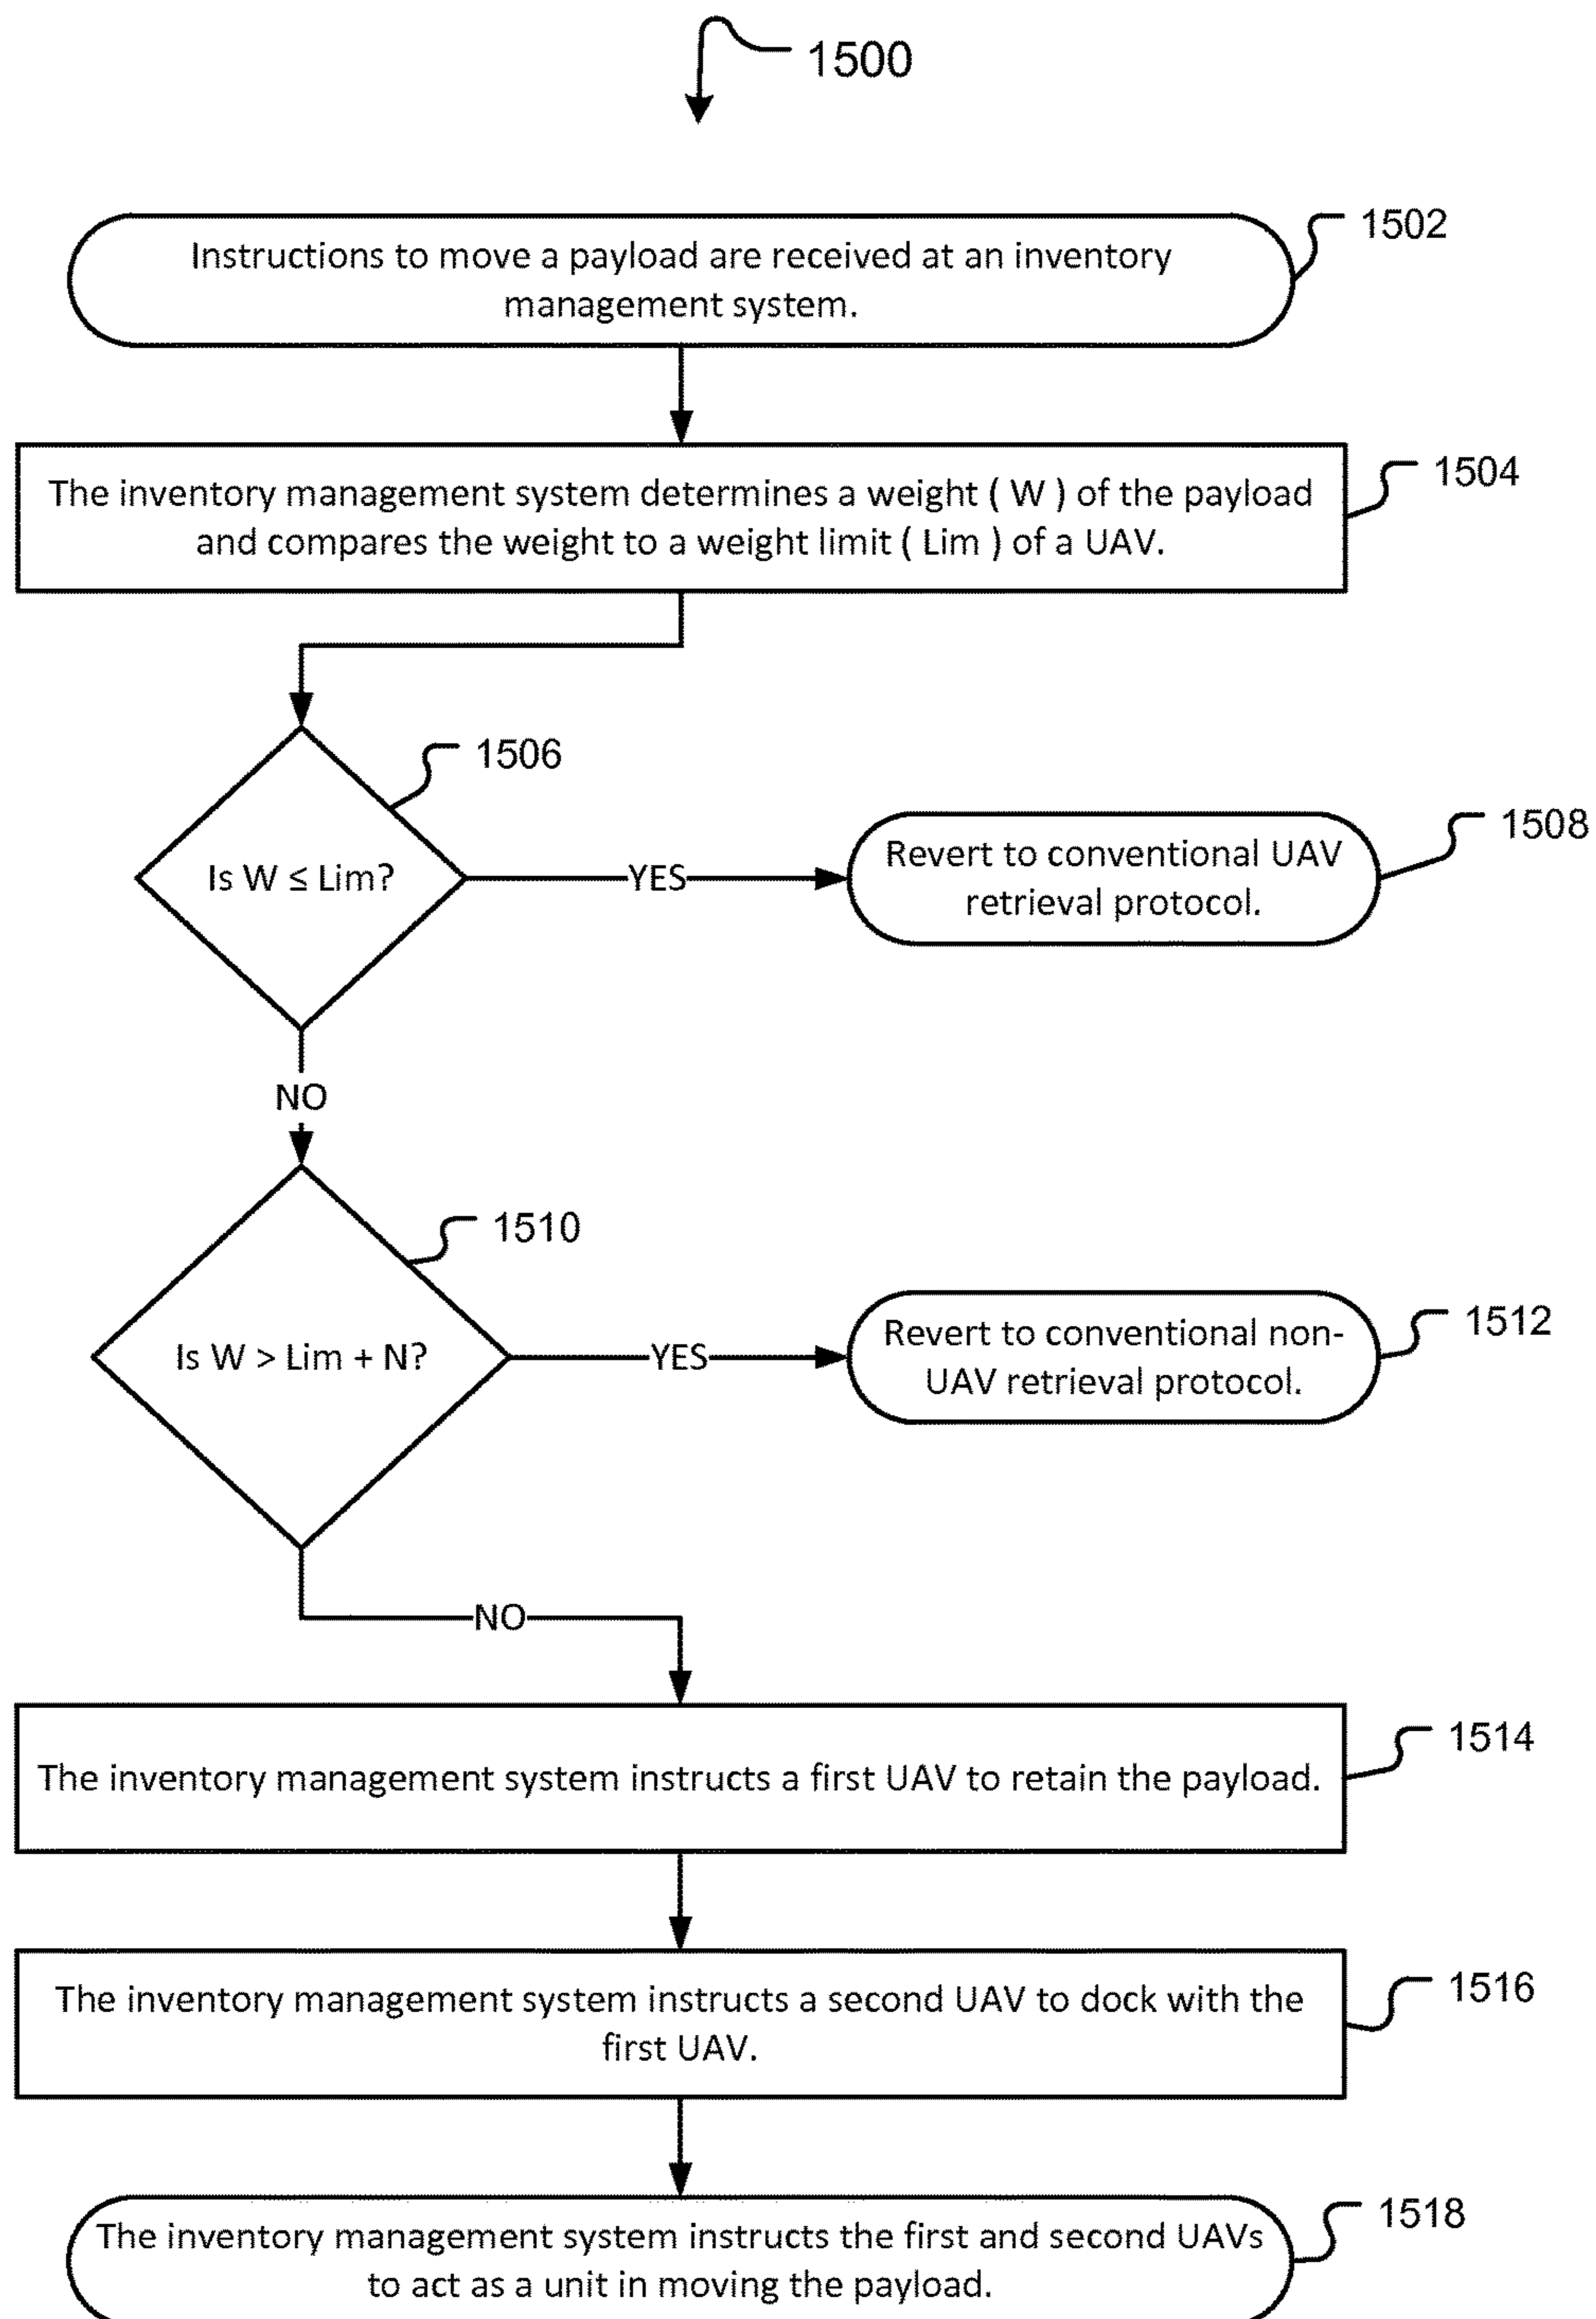 1500
Instructions to move a payload are received at an inventory
management system.
1502
The inventory management system determines a weight ( W ) of the payload
and compares the weight to a weight limit ( Lim ) of a UAV.
1504
1506
Is W ≤ Lim?
YES
Revert to conventional UAV
retrieval protocol.
1508
NO
1510
Is W > Lim + N?
YES
Revert to conventional non-
UAV retrieval protocol.
1512
NO
The inventory management system instructs a first UAV to retain the payload.
1514
The inventory management system instructs a second UAV to dock with the
first UAV.
1516
The inventory management system instructs the first and second UAVs
to act as a unit in moving the payload.
1518